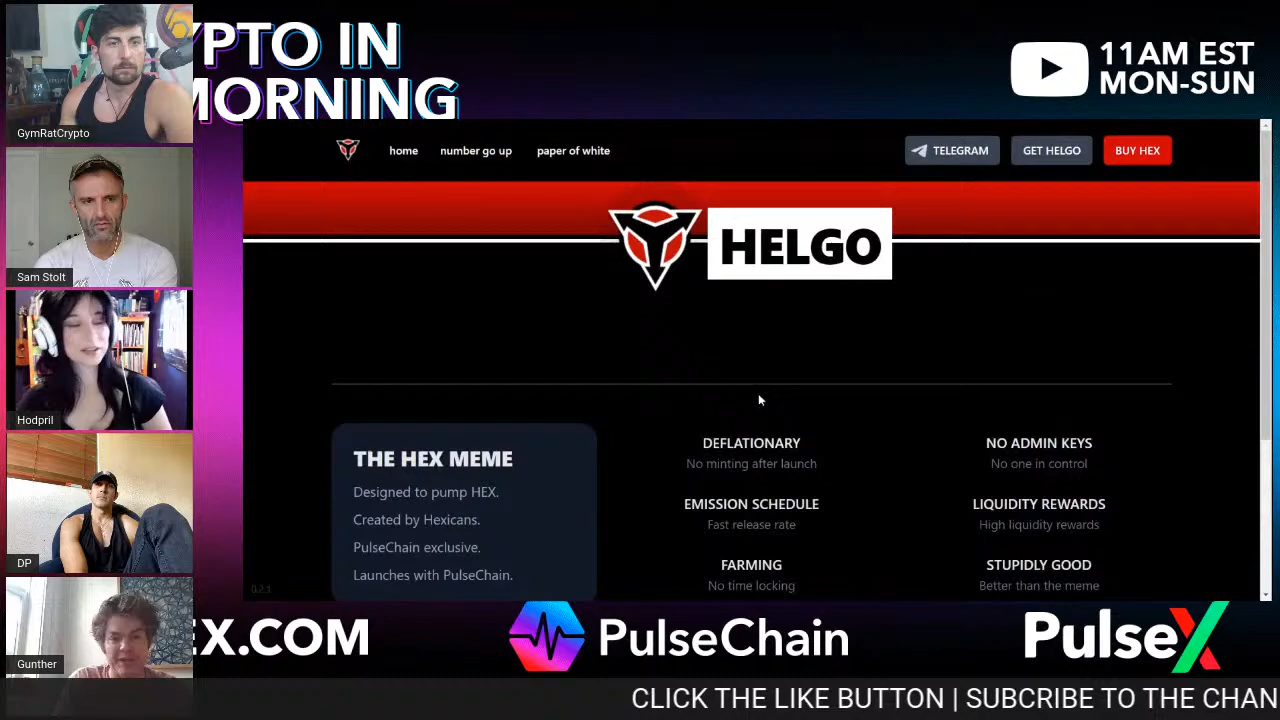 YPTO IN
MORNING
11AM EST
MON-SUN
GymRatCrypto
Sam Stolt
Hodpril
DP
Gunther
home
number go up
paper of white
TELEGRAM
GET HELGO
BUY HEX
HELGO
THE HEX MEME
Designed to pump HEX.
Created by Hexicans.
PulseChain exclusive.
Launches with PulseChain.
DEFLATIONARY
No minting after launch
NO ADMIN KEYS
No one in control
EMISSION SCHEDULE
Fast release rate
LIQUIDITY REWARDS
High liquidity rewards
FARMING
No time locking
STUPIDLY GOOD
Better than the meme
0.2.1
EX.COM
PulseChain
PulseX
CLICK THE LIKE BUTTON | SUBCRIBE TO THE CHAN